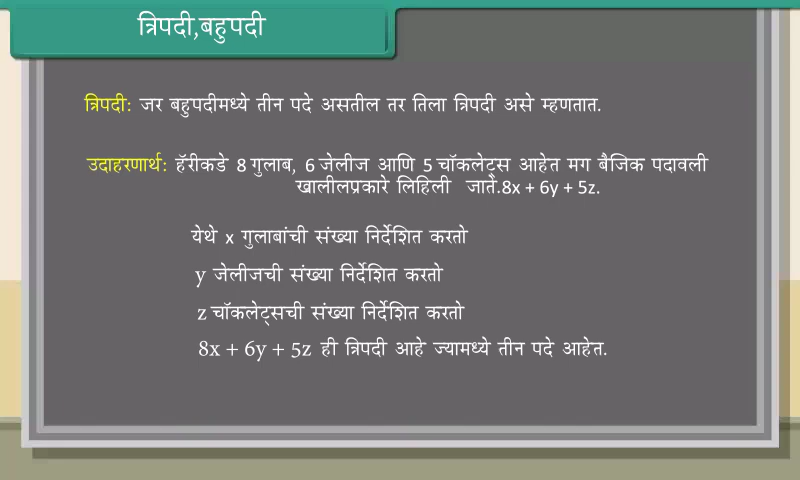 त्रिपदी,बहुपदी
त्रिपदी: जर बहुपदीमध्ये तीन पदे असतील तर तिला त्रिपदी असे म्हणतात.
उदाहरणार्थ: हॅरीकडे 8 गुलाब, 6 जेलीज आणि 5 चॉकलेट्स आहेत मग बैजिक पदावली
खालीलप्रकारे लिहिली जाते.8x + 6y + 5z.
येथे x गुलाबांची संख्या निर्देशित करतो
y जेलीजची संख्या निर्देशित करतो
z चॉकलेट्सची संख्या निर्देशित करतो
8x + 6y + 5z ही त्रिपदी आहे ज्यामध्ये तीन पदे आहेत.